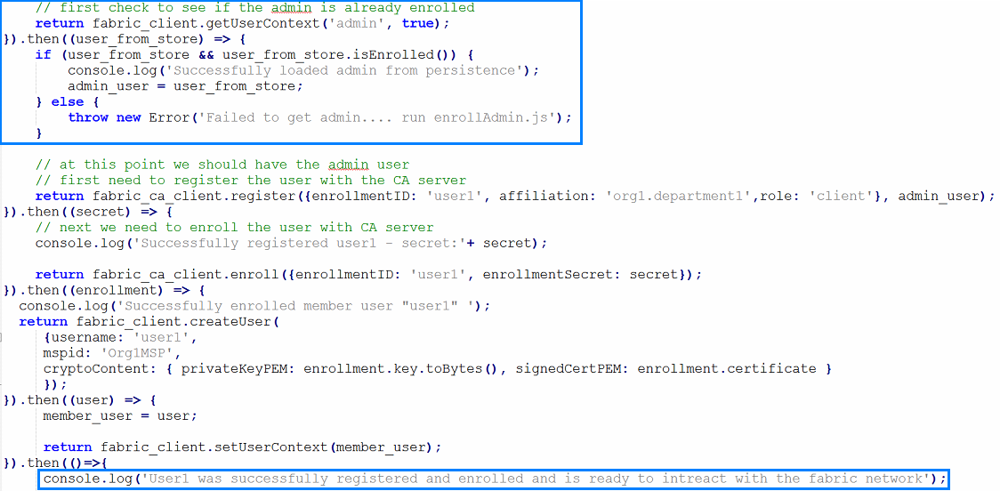 // first check to see if the admin is already enrolled
return fabric_client.getUserContext('admin', true);
}).then((user_from_store) => {
if (user_from_store && user_from_store.isEnrolled()) {
console.log('Successfully loaded admin from persistence');
admin_user = user_from_store;
} else {
throw new Error('Failed to get admin.... run enrollAdmin.js');
}
// at this point we should have the admin user
// first need to register the user with the CA server
return fabric_ca_client.register({enrollmentID: 'user1', affiliation: 'org1.department1',role: 'client'}, admin_user);
}).then((secret) => {
// next we need to enroll the user with CA server
console.log('Successfully registered user1 - secret:'+ secret);
return fabric_ca_client.enroll({enrollmentID: 'user1', enrollmentSecret: secret});
}).then((enrollment) => {
console.log('Successfully enrolled member user "user1" ');
return fabric_client.createUser(
{username: 'user1',
mspid: 'Org1MSP',
cryptoContent: { privateKeyPEM: enrollment.key.toBytes(), signedCertPEM: enrollment.certificate }
});
}).then((user) => {
member_user = user;
return fabric_client.setUserContext(member_user);
}).then(()=>{
console.log('User1 was successfully registered and enrolled and is ready to intreact with the fabric network');